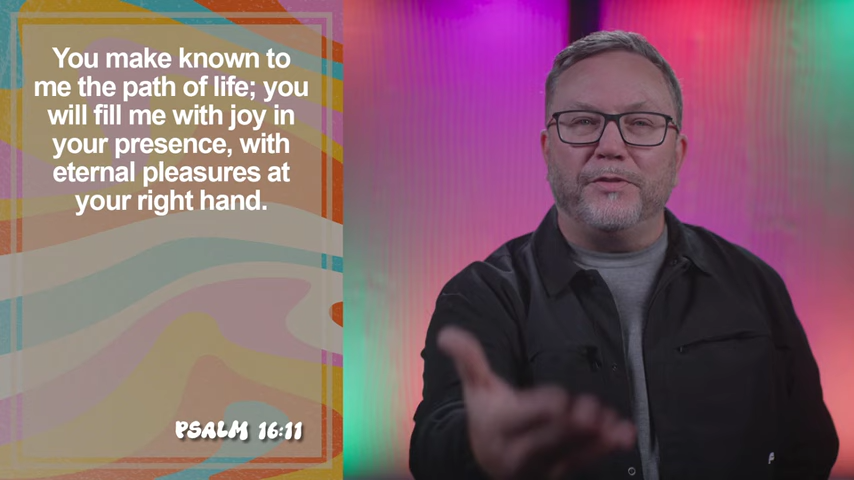 You make known to
me the path of life; you
will fill me with joy in
your presence, with
eternal pleasures at
your right hand.
PSALM 16:11